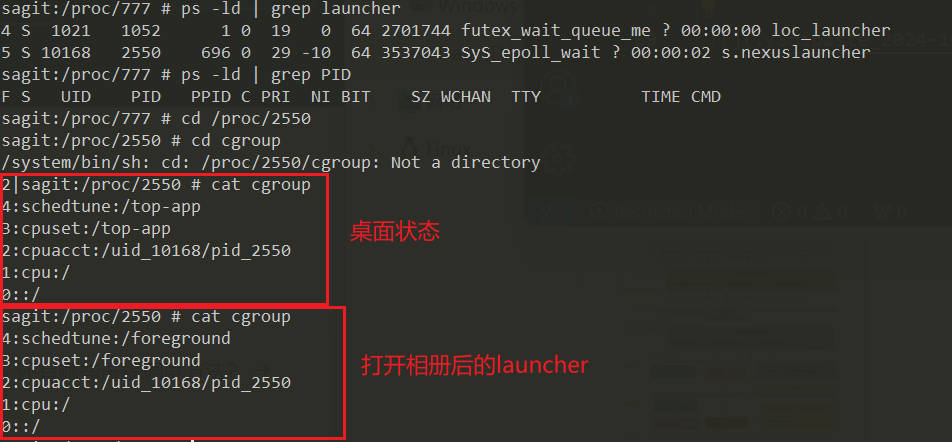 sagit:/proc/777 # ps -ld | grep launcher
4 S  1021   1052      1 0  19   0  64 2701744 futex_wait_queue_me ? 00:00:00 loc_launcher
5 S 10168   2550    696 0  29 -10  64 3537043 SyS_epoll_wait ? 00:00:02 s.nexuslauncher
sagit:/proc/777 # ps -ld | grep PID
F S   UID    PID   PPID C PRI  NI BIT     SZ WCHAN  TTY          TIME CMD
sagit:/proc/777 # cd /proc/2550
sagit:/proc/2550 # cd cgroup
/system/bin/sh: cd: /proc/2550/cgroup: Not a directory
2|sagit:/proc/2550 # cat cgroup
4:schedtune:/top-app
3:cpuset:/top-app
2:cpuacct:/uid_10168/pid_2550
1:cpu:/
0::/
桌面状态
sagit:/proc/2550 # cat cgroup
4:schedtune:/foreground
3:cpuset:/foreground
2:cpuacct:/uid_10168/pid_2550
1:cpu:/
0::/
打开相册后的launcher